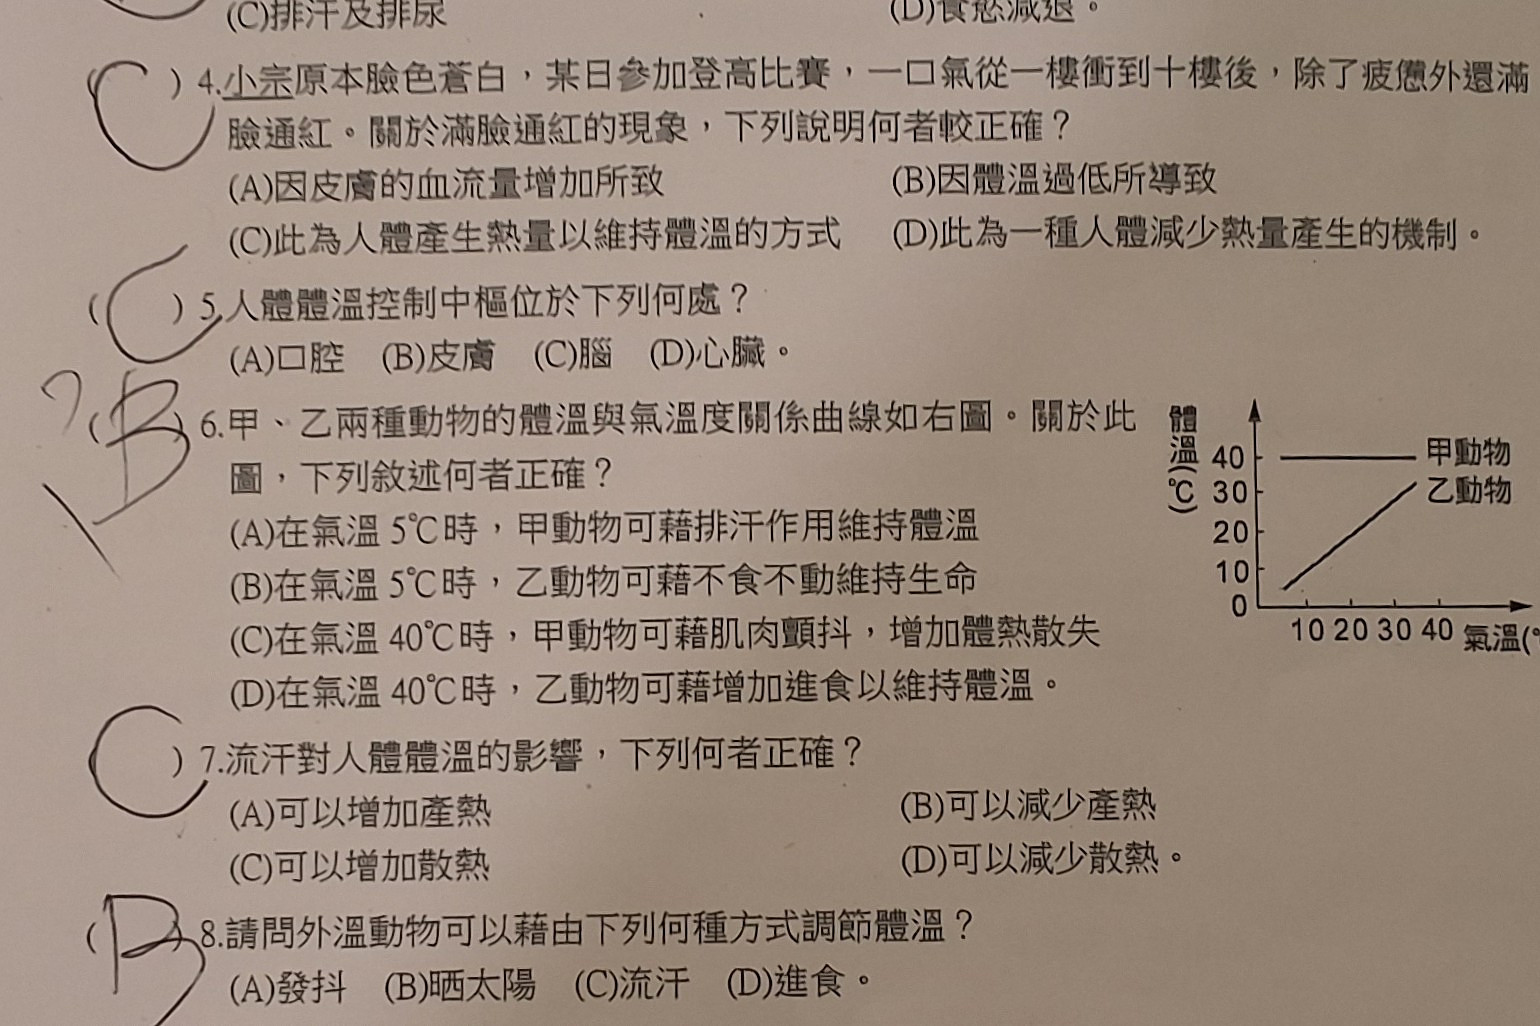 (C)排汗及排尿 (D)食慾減退。
(C) 4.小宗原本臉色蒼白，某日參加登高比賽，一口氣從一樓衝到十樓後，除了疲憊外還滿
臉通紅。關於滿臉通紅的現象，下列說明何者較正確？
(A)因皮膚的血流量增加所致 (B)因體溫過低所導致
(C)此為人體產生熱量以維持體溫的方式 (D)此為一種人體減少熱量產生的機制。
(C) 5.人體體溫控制中樞位於下列何處？
(A)口腔 (B)皮膚 (C)腦 (D)心臟。
?(B) 6.甲、乙兩種動物的體溫與氣溫度關係曲線如右圖。關於此
圖，下列敘述何者正確？
(A)在氣溫 5℃時，甲動物可藉排汗作用維持體溫
(B)在氣溫 5℃時，乙動物可藉不食不動維持生命
(C)在氣溫 40℃時，甲動物可藉肌肉顫抖，增加體熱散失
(D)在氣溫 40℃時，乙動物可藉增加進食以維持體溫。
體溫(℃)
40 甲動物
30 乙動物
20
10
0
10 20 30 40 氣溫(
(C) 7.流汗對人體體溫的影響，下列何者正確？
(A)可以增加產熱 (B)可以減少產熱
(C)可以增加散熱 (D)可以減少散熱。
(B) 8.請問外溫動物可以藉由下列何種方式調節體溫？
(A)發抖 (B)晒太陽 (C)流汗 (D)進食。